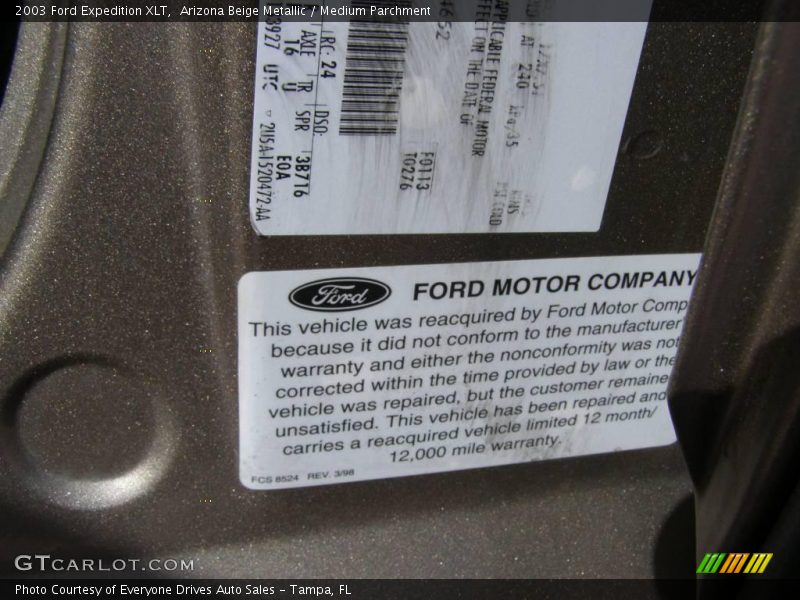 2003 Ford Expedition XLT, Arizona Beige Metallic / Medium Parchment
APPLICABLE FEDERAL MOTOR
EFFECT ON THE DATE OF
240
F0113
T0276
IRC: 24
DSO
AXLE TR SPR
16 U
3B716
E0A
UTC
Ford
FORD MOTOR COMPANY
This vehicle was reacquired by Ford Motor Comp
because it did not conform to the manufacturer
warranty and either the nonconformity was not
corrected within the time provided by law or the
vehicle was repaired, but the customer remaine
unsatisfied. This vehicle has been repaired and
carries a reacquired vehicle limited 12 month/
12,000 mile warranty.
FCS 8524 REV. 3/98
GTCARLOT.COM
Photo Courtesy of Everyone Drives Auto Sales – Tampa, FL